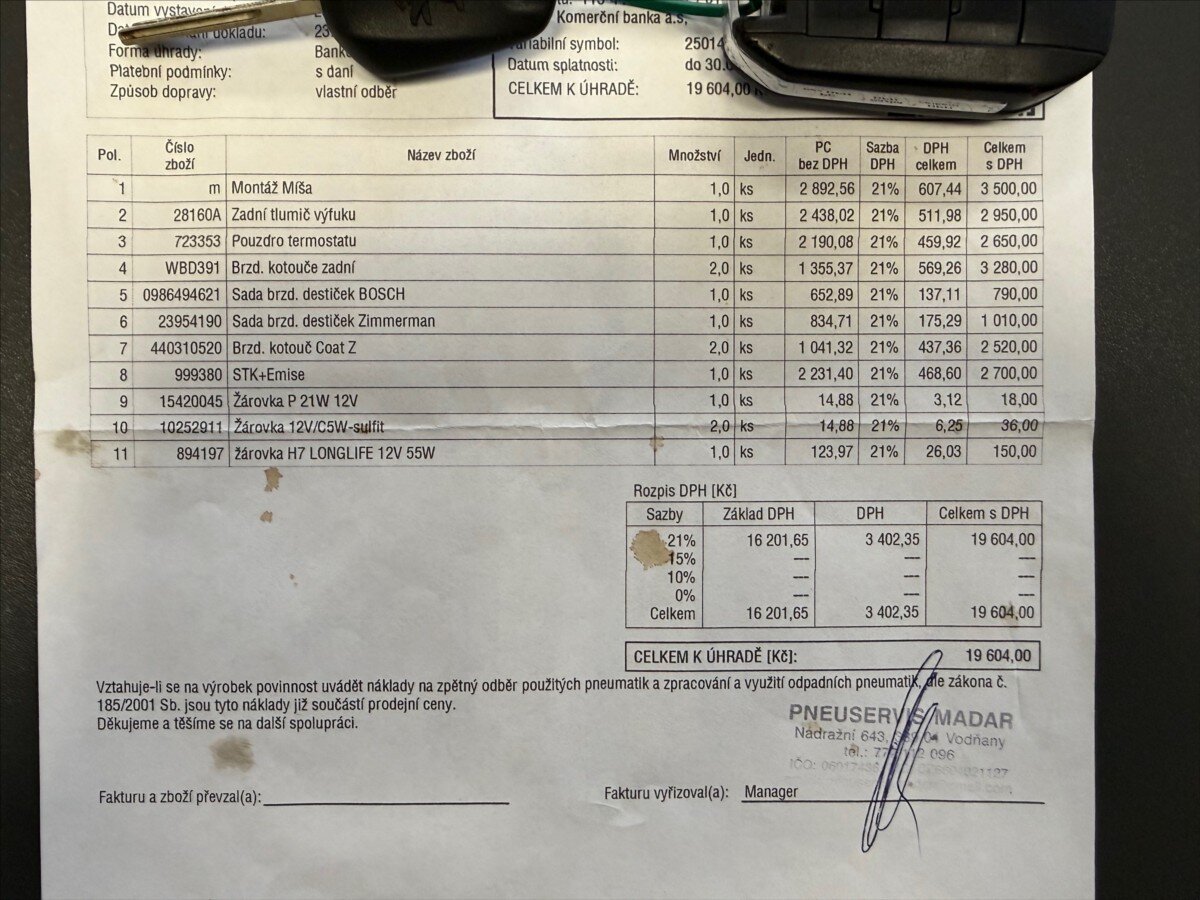 Datum vystavení
dokladu: 23
Forma úhrady: Bank
Platební podmínky: s daní
Způsob dopravy: vlastní odběr
Komerční banka a.s,
Variabilní symbol: 25014
Datum splatnosti: do 30.
CELKEM K ÚHRADĚ: 19 604,00
Pol. Číslo zboží Název zboží Množství Jedn. PC bez DPH Sazba DPH DPH celkem Celkem s DPH
1 m Montáž Míša 1,0 ks 2 892,56 21% 607,44 3 500,00
2 28160A Zadní tlumič výfuku 1,0 ks 2 438,02 21% 511,98 2 950,00
3 723353 Pouzdro termostatu 1,0 ks 2 190,08 21% 459,92 2 650,00
4 WBD391 Brzd. kotouče zadní 2,0 ks 1 355,37 21% 569,26 3 280,00
5 0986494621 Sada brzd. destiček BOSCH 1,0 ks 652,89 21% 137,11 790,00
6 23954190 Sada brzd. destiček Zimmerman 1,0 ks 834,71 21% 175,29 1 010,00
7 440310520 Brzd. kotouč Coat Z 2,0 ks 1 041,32 21% 437,36 2 520,00
8 999380 STK+Emise 1,0 ks 2 231,40 21% 468,60 2 700,00
9 15420045 Žárovka P 21W 12V 1,0 ks 14,88 21% 3,12 18,00
10 10252911 Žárovka 12V/C5W-sulfit 2,0 ks 14,88 21% 6,25 36,00
11 894197 žárovka H7 LONGLIFE 12V 55W 1,0 ks 123,97 21% 26,03 150,00
Rozpis DPH [Kč]
Sazby Základ DPH DPH Celkem s DPH
21% 16 201,65 3 402,35 19 604,00
15% --- --- ---
10% --- --- ---
0% --- --- ---
Celkem 16 201,65 3 402,35 19 604,00
CELKEM K ÚHRADĚ [Kč]: 19 604,00
Vztahuje-li se na výrobek povinnost uvádět náklady na zpětný odběr použitých pneumatik a zpracování a využití odpadních pneumatik, dle zákona č.
185/2001 Sb. jsou tyto náklady již součástí prodejní ceny.
Děkujeme a těšíme se na další spolupráci.
PNEUSERVIS MADAR
Nádražní 643, Vodňany
tel.: 096
IČO:
Fakturu a zboží převzal(a):
Fakturu vyřizoval(a): Manager